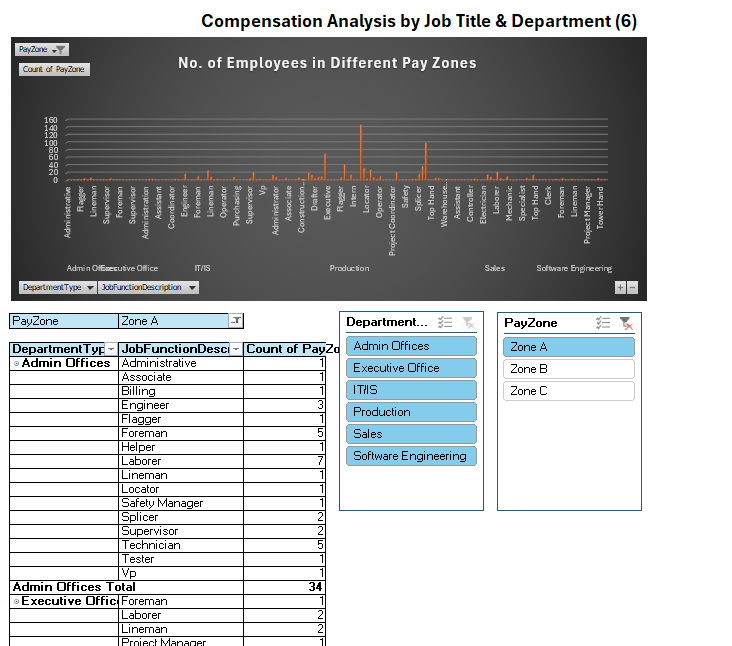 Compensation Analysis by Job Title & Department (6)
PayZone
Count of PayZone
No. of Employees in Different Pay Zones
160
140
120
100
80
60
40
20
0
Administrative
Flagger
Lineman
Supervisor
Foreman
Supervisor
Administration
Assistant
Coordinator
Engineer
Foreman
Lineman
Operator
Purchasing
Supervisor
Vp
Administrator
Associate
Construction...
Drafter
Executive
Flagger
Intern
Locator
Operator
Project Coordinator
Safety
Splicer
Top Hand
Warehouse...
Assistant
Controller
Electrician
Laborer
Mechanic
Specialist
Top Hand
Clerk
Foreman
Lineman
Project Manager
Tower Hand
Admin Offices
Executive Office
IT/IS
Production
Sales
Software Engineering
DepartmentType
JobFunctionDescription
+ −
PayZone Zone A
DepartmentTyp JobFunctionDescri Count of PayZo
Admin Offices Administrative 1
Associate 1
Billing 1
Engineer 3
Flagger 1
Foreman 5
Helper 1
Laborer 7
Lineman 1
Locator 1
Safety Manager 1
Splicer 2
Supervisor 2
Technician 5
Tester 1
Vp 1
Admin Offices Total 34
Executive Offic Foreman 1
Laborer 2
Lineman 2
Project Manager 1
Department...
Admin Offices
Executive Office
IT/IS
Production
Sales
Software Engineering
PayZone
Zone A
Zone B
Zone C